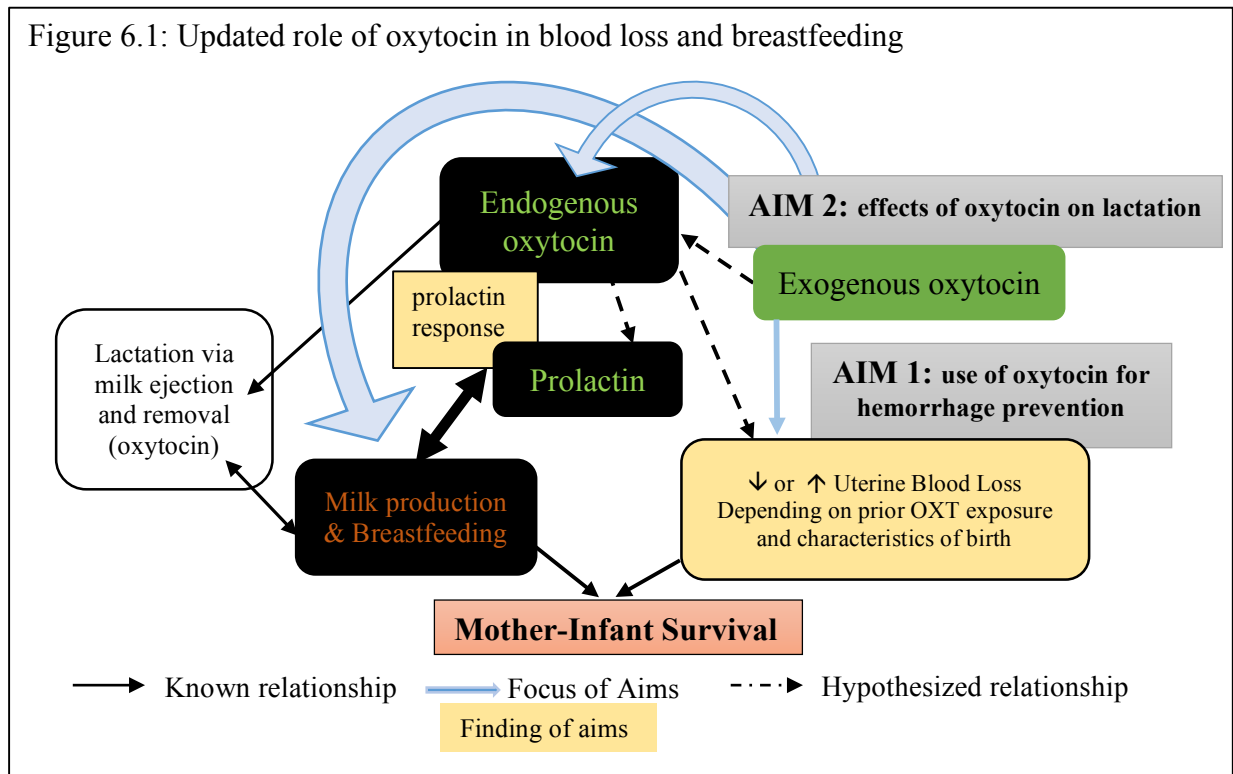 Figure 6.1: Updated role of oxytocin in blood loss and breastfeeding
Endogenous
oxytocin
AIM 2: effects of oxytocin on lactation
Exogenous oxytocin
prolactin
response
Prolactin
Lactation via
milk ejection
and removal
(oxytocin)
AIM 1: use of oxytocin for
hemorrhage prevention
Milk production
& Breastfeeding
↓ or ↑ Uterine Blood Loss
Depending on prior OXT exposure
and characteristics of birth
Mother-Infant Survival
Known relationship
Focus of Aims
Hypothesized relationship
Finding of aims